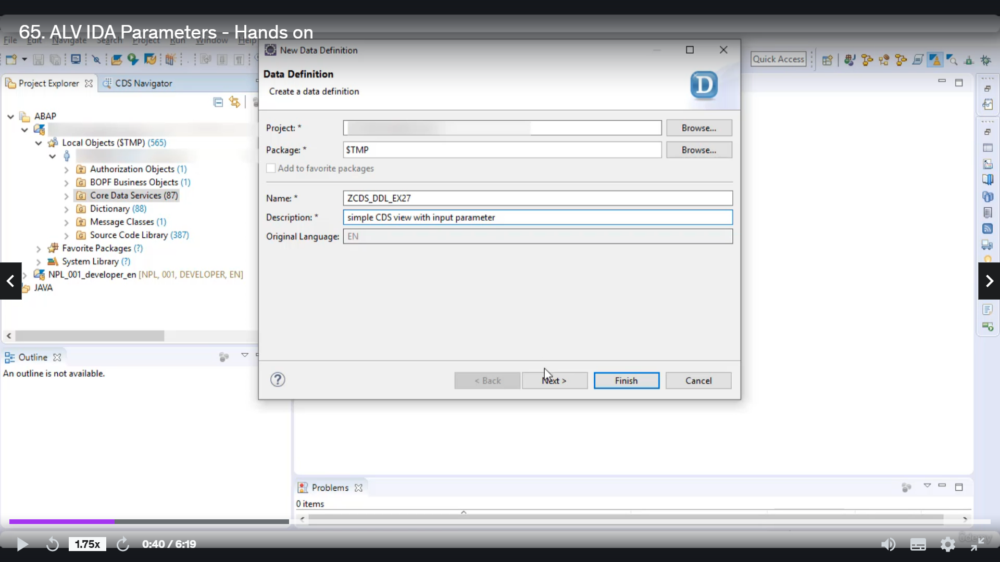 65. ALV IDA Parameters - Hands on
File Edit Navigate Search Project Run Window Help
New Data Definition
Quick Access
Data Definition
Create a data definition
Project Explorer
CDS Navigator
ABAP
Local Objects ($TMP) (565)
Authorization Objects (1)
BOPF Business Objects (1)
Core Data Services (87)
Dictionary (88)
Message Classes (1)
Source Code Library (387)
Favorite Packages (?)
System Library (?)
NPL_001_developer_en [NPL, 001, DEVELOPER, EN]
JAVA
Project: *
Browse...
Package: *
$TMP
Browse...
Add to favorite packages
Name: *
ZCDS_DDL_EX27
Description: *
simple CDS view with input parameter
Original Language:
EN
Outline
An outline is not available.
< Back
Next >
Finish
Cancel
Problems
0 items
1.75x
0:40 / 6:19
ûdemy